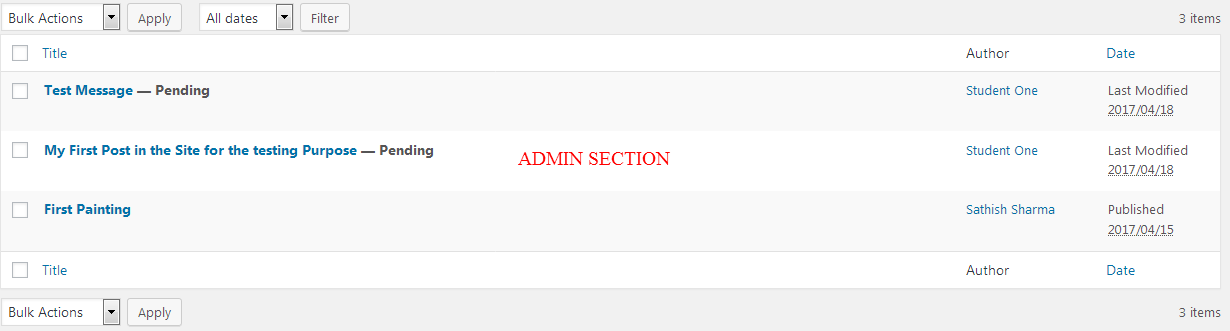 Bulk Actions Apply All dates Filter 3 items
Title Author Date
Test Message — Pending Student One Last Modified
2017/04/18
My First Post in the Site for the testing Purpose — Pending ADMIN SECTION Student One Last Modified
2017/04/18
First Painting Sathish Sharma Published
2017/04/15
Title Author Date
Bulk Actions Apply 3 items